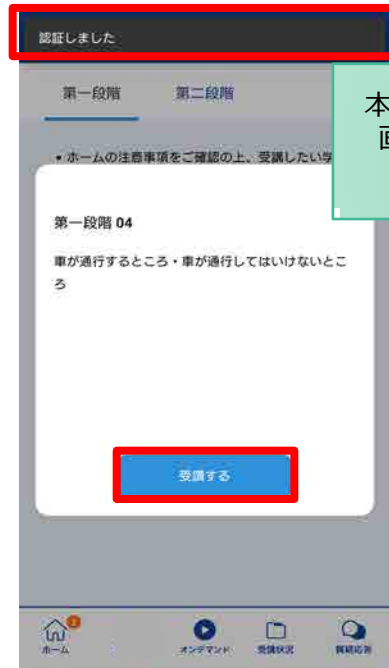 認証しました
第一段階 第二段階
本
画
• ホームの注意事項をご確認の上、受講したい学
第一段階 04
車が通行するところ・車が通行してはいけないとこ
ろ
受講する
2
ホーム オンデマンド 受講状況 質疑応答